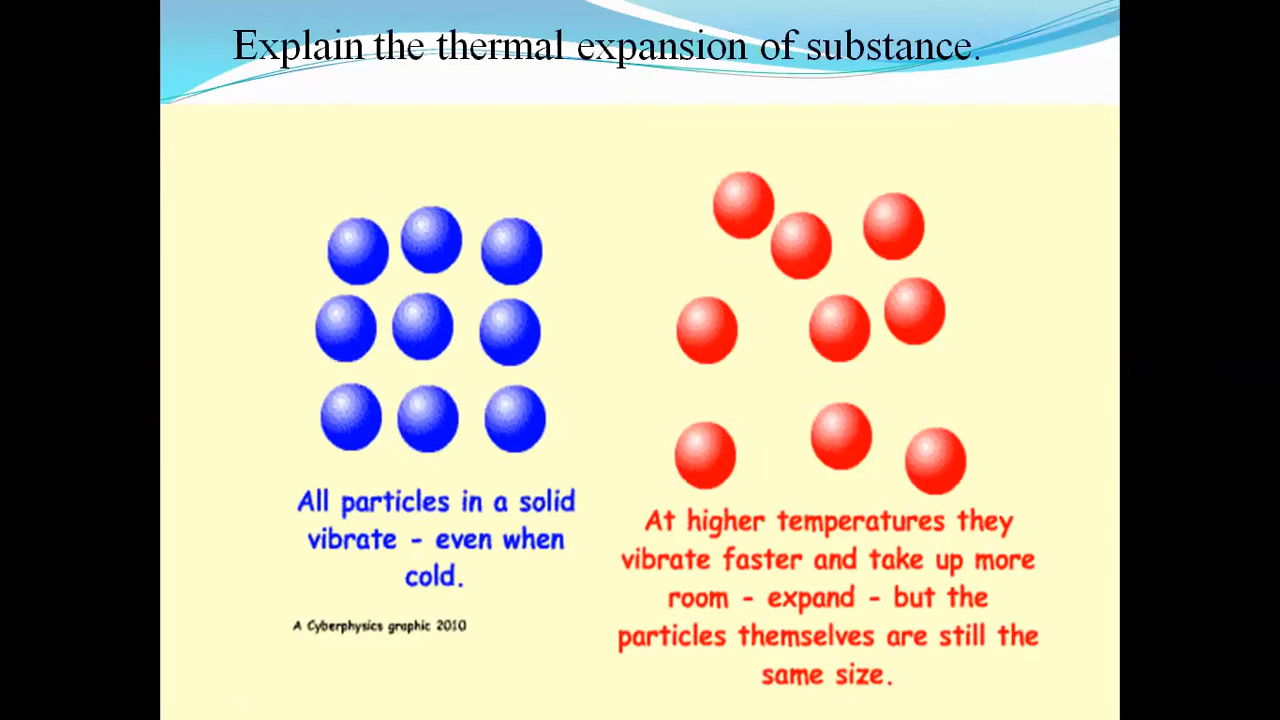 Explain the thermal expansion of substance.
All particles in a solid
vibrate - even when
cold.
A Cyberphysics graphic 2010
At higher temperatures they
vibrate faster and take up more
room - expand - but the
particles themselves are still the
same size.